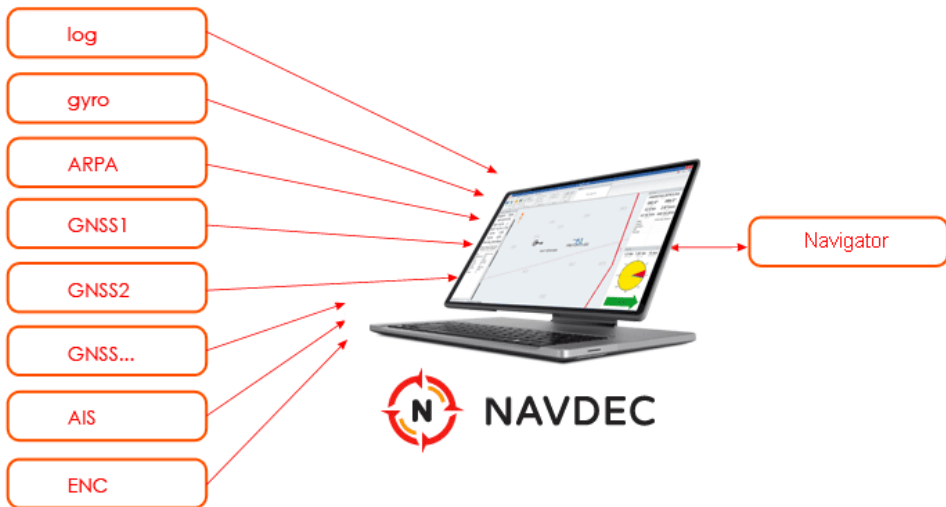 log
gyro
ARPA
GNSS1
GNSS2
GNSS...
AIS
ENC
Navigator
N NAVDEC